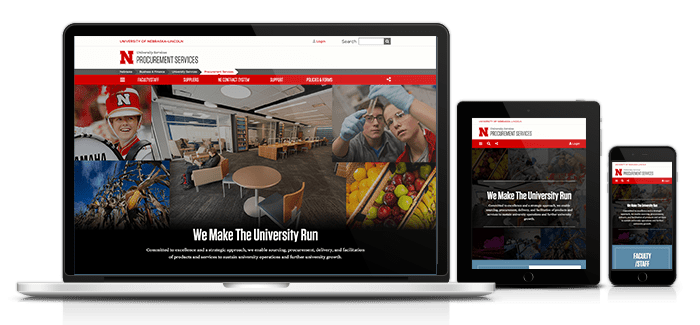 UNIVERSITY OF NEBRASKA–LINCOLN
Login
Search
N
University Services
PROCUREMENT SERVICES
Nebraska Business & Finance University Services Procurement Services
FACULTY/STAFF SUPPLIERS NE CONTRACT SYSTEM SUPPORT POLICIES & FORMS
N
YAMAHA
We Make The University Run
Committed to excellence and a strategic approach, we enable sourcing, procurement, delivery, and facilitation
of products and services to sustain university operations and further university growth.
UNIVERSITY OF NEBRASKA–LINCOLN
N
University Services
PROCUREMENT SERVICES
Login
We Make The University Run
Committed to excellence and a strategic approach, we enable
sourcing, procurement, delivery, and facilitation of products and
services to sustain university operations and further university
growth.
N
PROCUREMENT SERVICES
Login
We Make The University Run
FACULTY
/STAFF